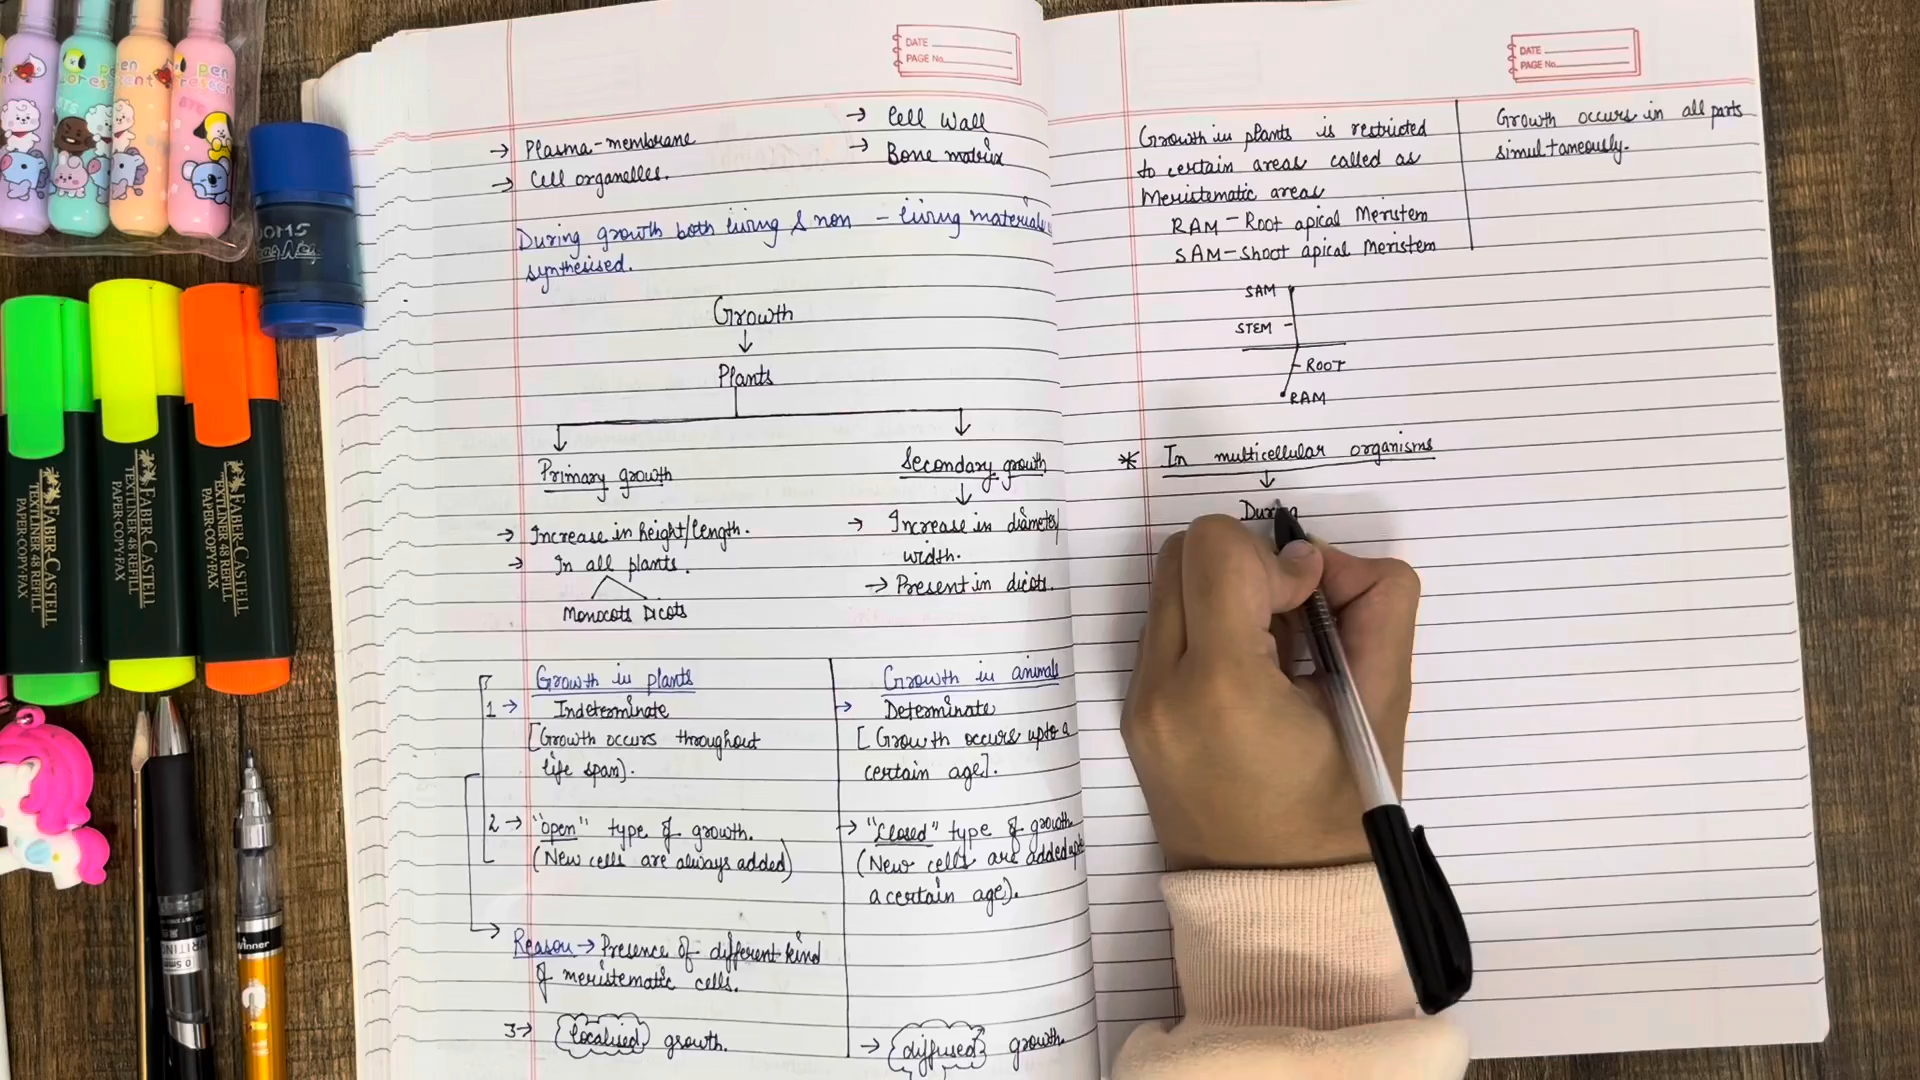 DATE
PAGE No.
→ Plasma-membrane
→ Cell organelles.
→ Cell Wall
→ Bone matrix
During growth both living & non - living materials
synthesised.
Growth
↓
Plants
Primary growth
→ Increase in height/length.
→ In all plants.
Monocots Dicots
Secondary growth
↓
→ Increase in diameter/
width.
→ Present in dicots.
Growth in plants
1 → Indeterminate
[Growth occurs throughout
life span).
2 → "open" type of growth.
(New cells are always added)
Reason → Presence of different kind
of meristematic cells.
3 → localised growth.
Growth in animals
→ Determinate
[Growth occurs upto a
certain age].
→ "Closed" type of growth
(New cells are added upto
a certain age).
→ diffused growth.
DATE
PAGE No.
Growth in plants is restricted
to certain areas called as
Meristematic areas
RAM - Root apical Meristem
SAM - Shoot apical Meristem
Growth occurs in all parts
simultaneously.
SAM
STEM
ROOT
RAM
* In multicellular organisms
↓
During
FABER-CASTELL
TEXTLINER 48 REFILL
PAPER·COPY·FAX
FABER-CASTELL
TEXTLINER 48 REFILL
PAPER·COPY·FAX
FABER-CASTELL
TEXTLINER 48 REFILL
PAPER·COPY·FAX
Winner